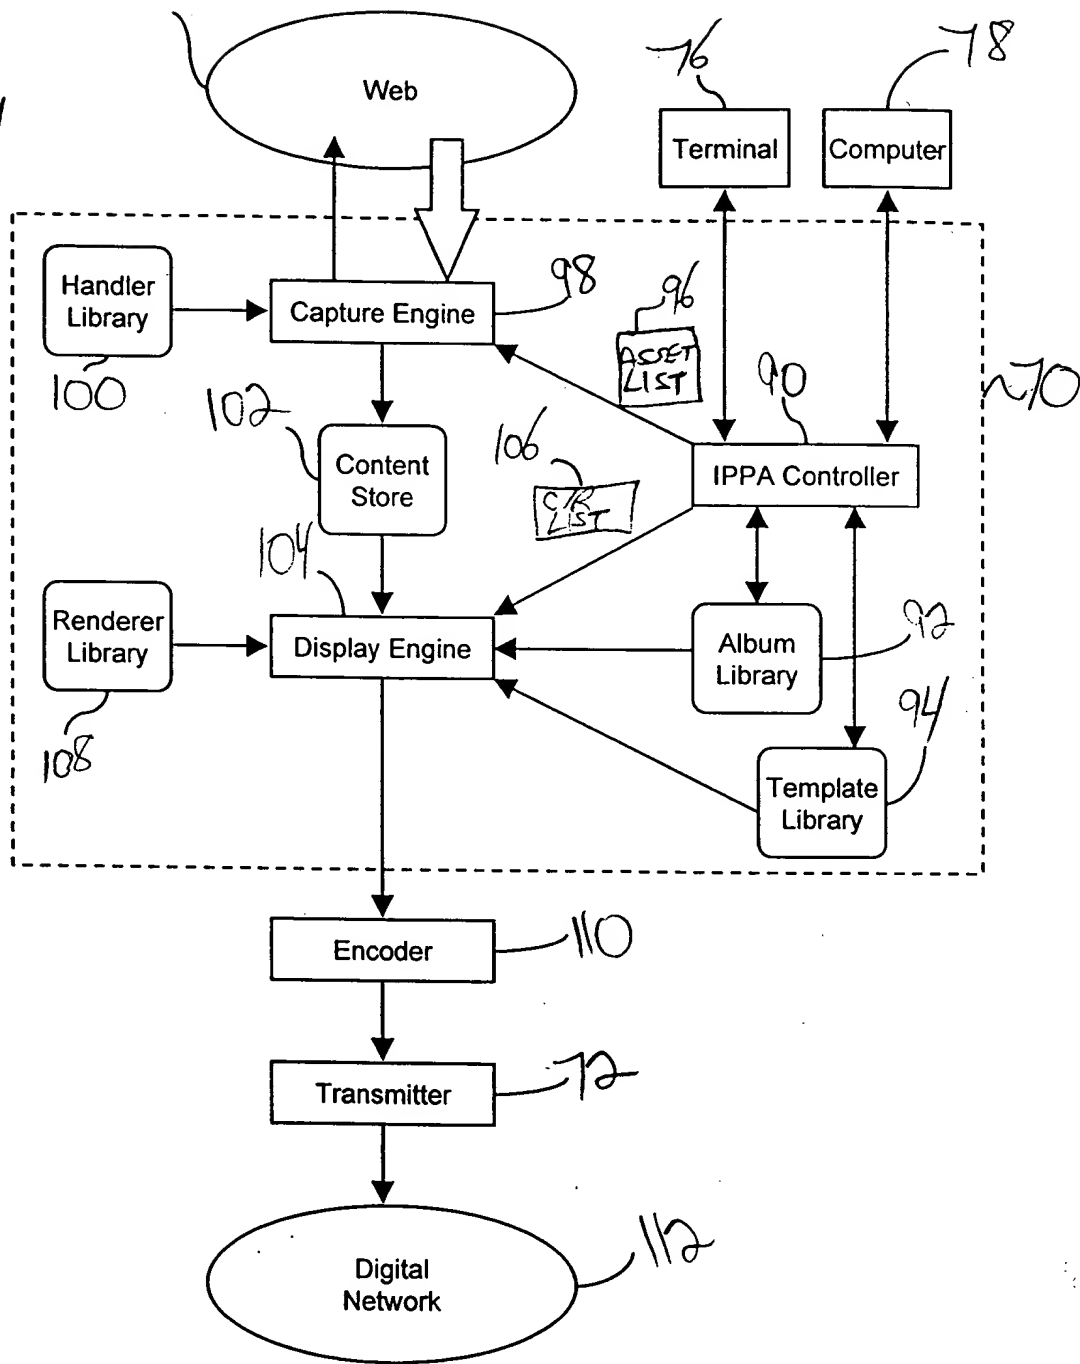 Web
76
78
Terminal
Computer
Handler
Library
100
Capture Engine
98
96
ASSET
LIST
90
70
102
Content
Store
106
C/R
LIST
IPPA Controller
104
Renderer
Library
108
Display Engine
Album
Library
92
94
Template
Library
Encoder
110
Transmitter
72
Digital
Network
112